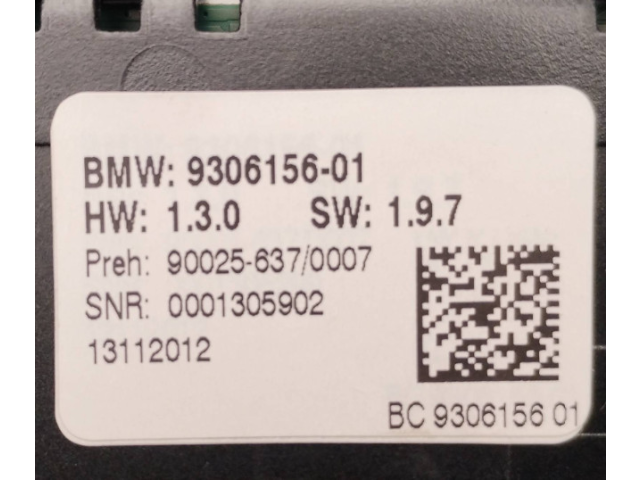 BMW: 9306156-01
HW: 1.3.0 SW: 1.9.7
Preh: 90025-637/0007
SNR: 0001305902
13112012
BC 9306156 01